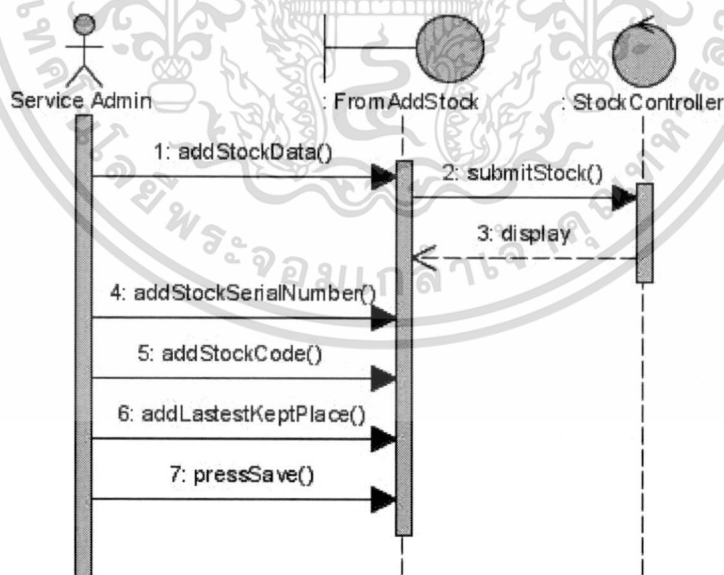 Service Admin
: FromAddStock
: StockController
1: addStockData()
2: submitStock()
3: display
4: addStockSerialNumber()
5: addStockCode()
6: addLastestKeptPlace()
7: pressSave()